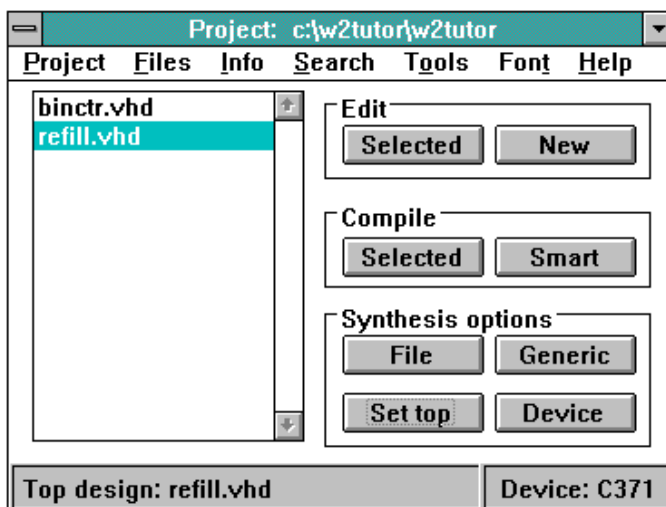 Project: c:\w2tutor\w2tutor
Project Files Info Search Tools Font Help
binctr.vhd
refill.vhd
Edit
Selected New
Compile
Selected Smart
Synthesis options
File Generic
Set top Device
Top design: refill.vhd Device: C371